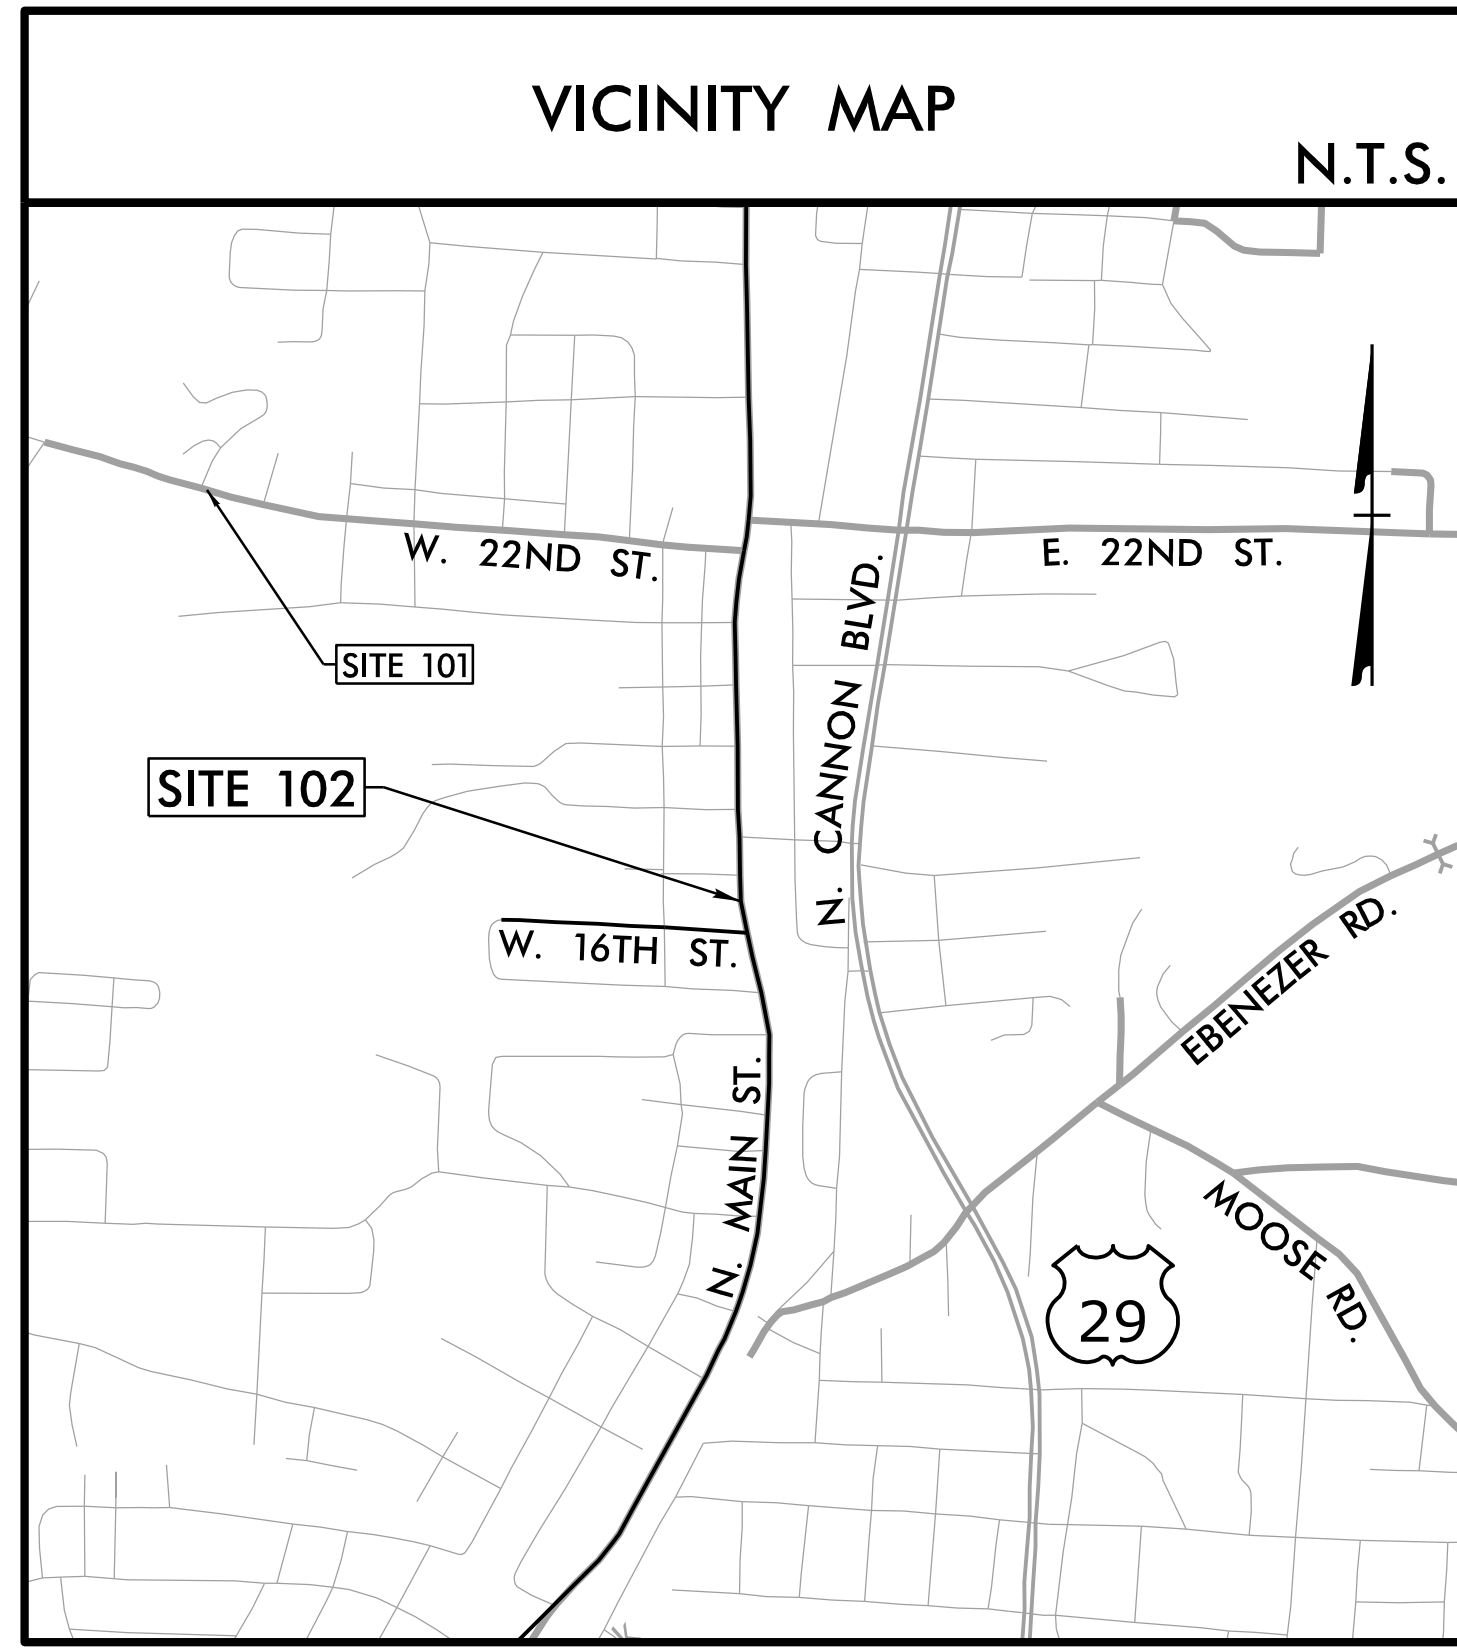 VICINITY MAP
N.T.S.
W. 22ND ST.
E. 22ND ST.
SITE 101
N. CANNON BLVD.
SITE 102
W. 16TH ST.
EBENEZER RD.
N. MAIN ST.
MOOSE RD.
29